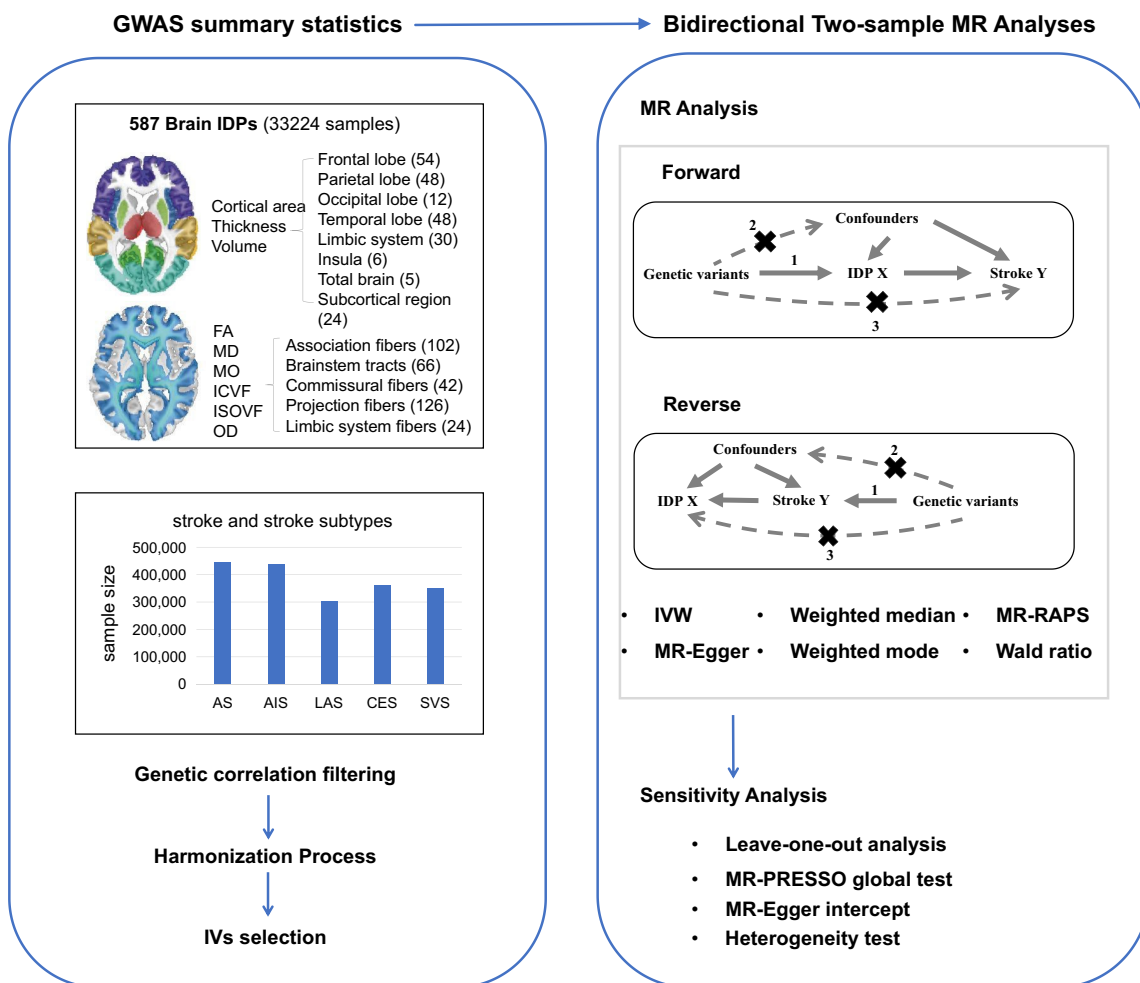 GWAS summary statistics
Bidirectional Two-sample MR Analyses
587 Brain IDPs (33224 samples)
Cortical area
Thickness
Volume
Frontal lobe (54)
Parietal lobe (48)
Occipital lobe (12)
Temporal lobe (48)
Limbic system (30)
Insula (6)
Total brain (5)
Subcortical region
(24)
FA
MD
MO
ICVF
ISOVF
OD
Association fibers (102)
Brainstem tracts (66)
Commissural fibers (42)
Projection fibers (126)
Limbic system fibers (24)
stroke and stroke subtypes
sample size
500,000
400,000
300,000
200,000
100,000
0
AS AIS LAS CES SVS
Genetic correlation filtering
Harmonization Process
IVs selection
MR Analysis
Forward
2
Confounders
1
Genetic variants IDP X Stroke Y
3
Reverse
Confounders
2
1
IDP X Stroke Y Genetic variants
3
• IVW • Weighted median • MR-RAPS
• MR-Egger • Weighted mode • Wald ratio
Sensitivity Analysis
• Leave-one-out analysis
• MR-PRESSO global test
• MR-Egger intercept
• Heterogeneity test